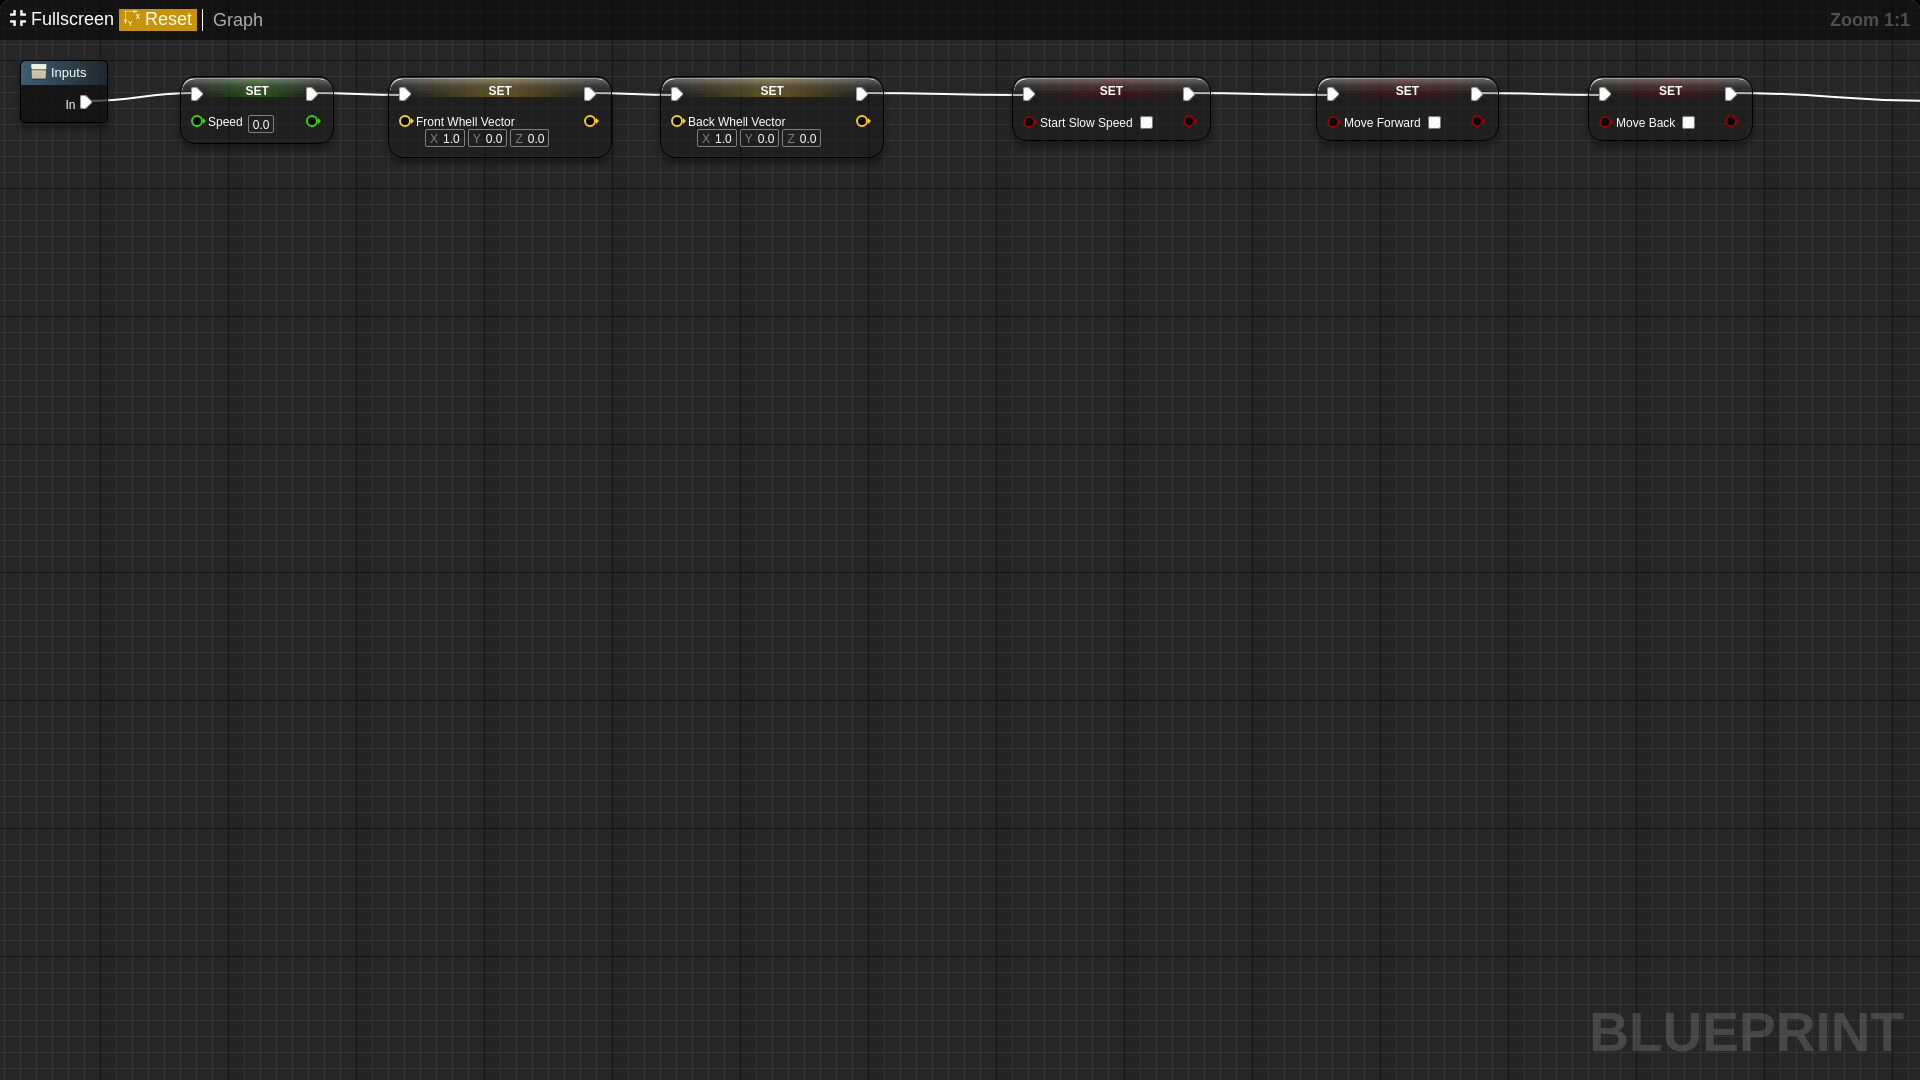 Fullscreen Reset Graph Zoom 1:1
Inputs
In
SET
Speed 0.0
SET
Front Whell Vector
X 1.0 Y 0.0 Z 0.0
SET
Back Whell Vector
X 1.0 Y 0.0 Z 0.0
SET
Start Slow Speed
SET
Move Forward
SET
Move Back
BLUEPRINT